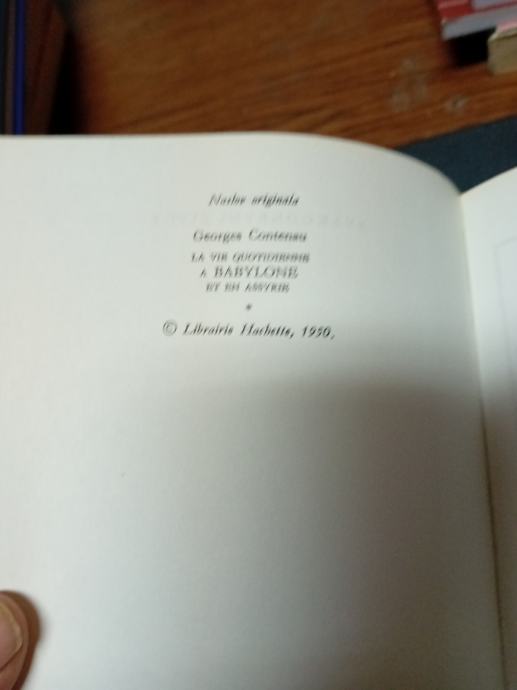 Naslov originala
Georges Contenau
LA VIE QUOTIDIENNE
A BABYLONE
ET EN ASSYRIE
*
© Librairie Hachette, 1950.